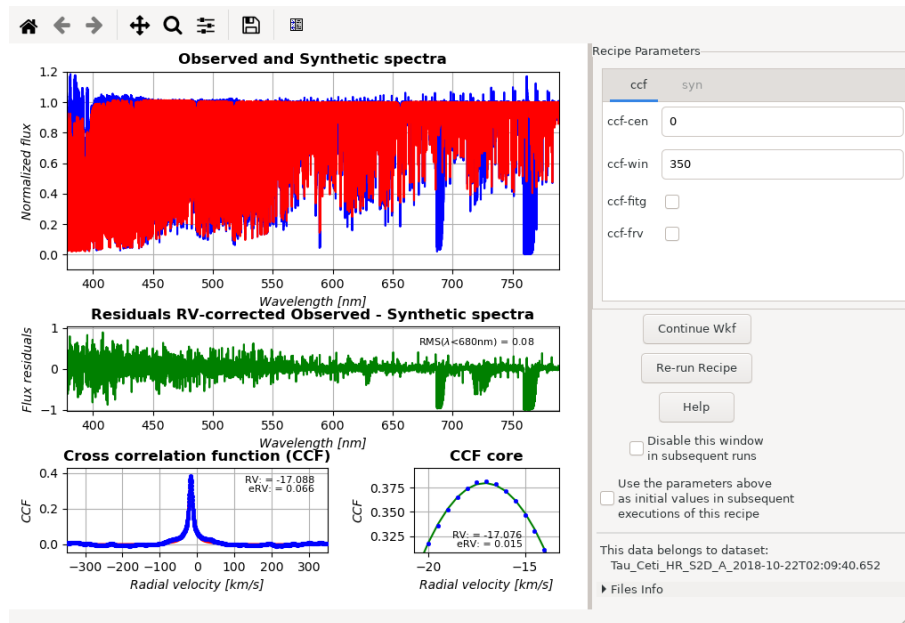 Observed and Synthetic spectra
1.2
1.0
0.8
0.6
0.4
0.2
0.0
Normalized flux
400 450 500 550 600 650 700 750
Wavelength [nm]
Residuals RV-corrected Observed - Synthetic spectra
1
0
−1
Flux residuals
RMS(λ<680nm) = 0.08
400 450 500 550 600 650 700 750
Wavelength [nm]
Cross correlation function (CCF)
0.4
0.2
0.0
CCF
RV: = -17.088
eRV: = 0.066
−300 −200 −100 0 100 200 300
Radial velocity [km/s]
CCF core
0.375
0.350
0.325
CCF
RV: = -17.076
eRV: = 0.015
−20 −15
Radial velocity [km/s]
Recipe Parameters
ccf syn
ccf-cen 0
ccf-win 350
ccf-fitg
ccf-frv
Continue Wkf
Re-run Recipe
Help
Disable this window
in subsequent runs
Use the parameters above
as initial values in subsequent
executions of this recipe
This data belongs to dataset:
Tau_Ceti_HR_S2D_A_2018-10-22T02:09:40.652
Files Info